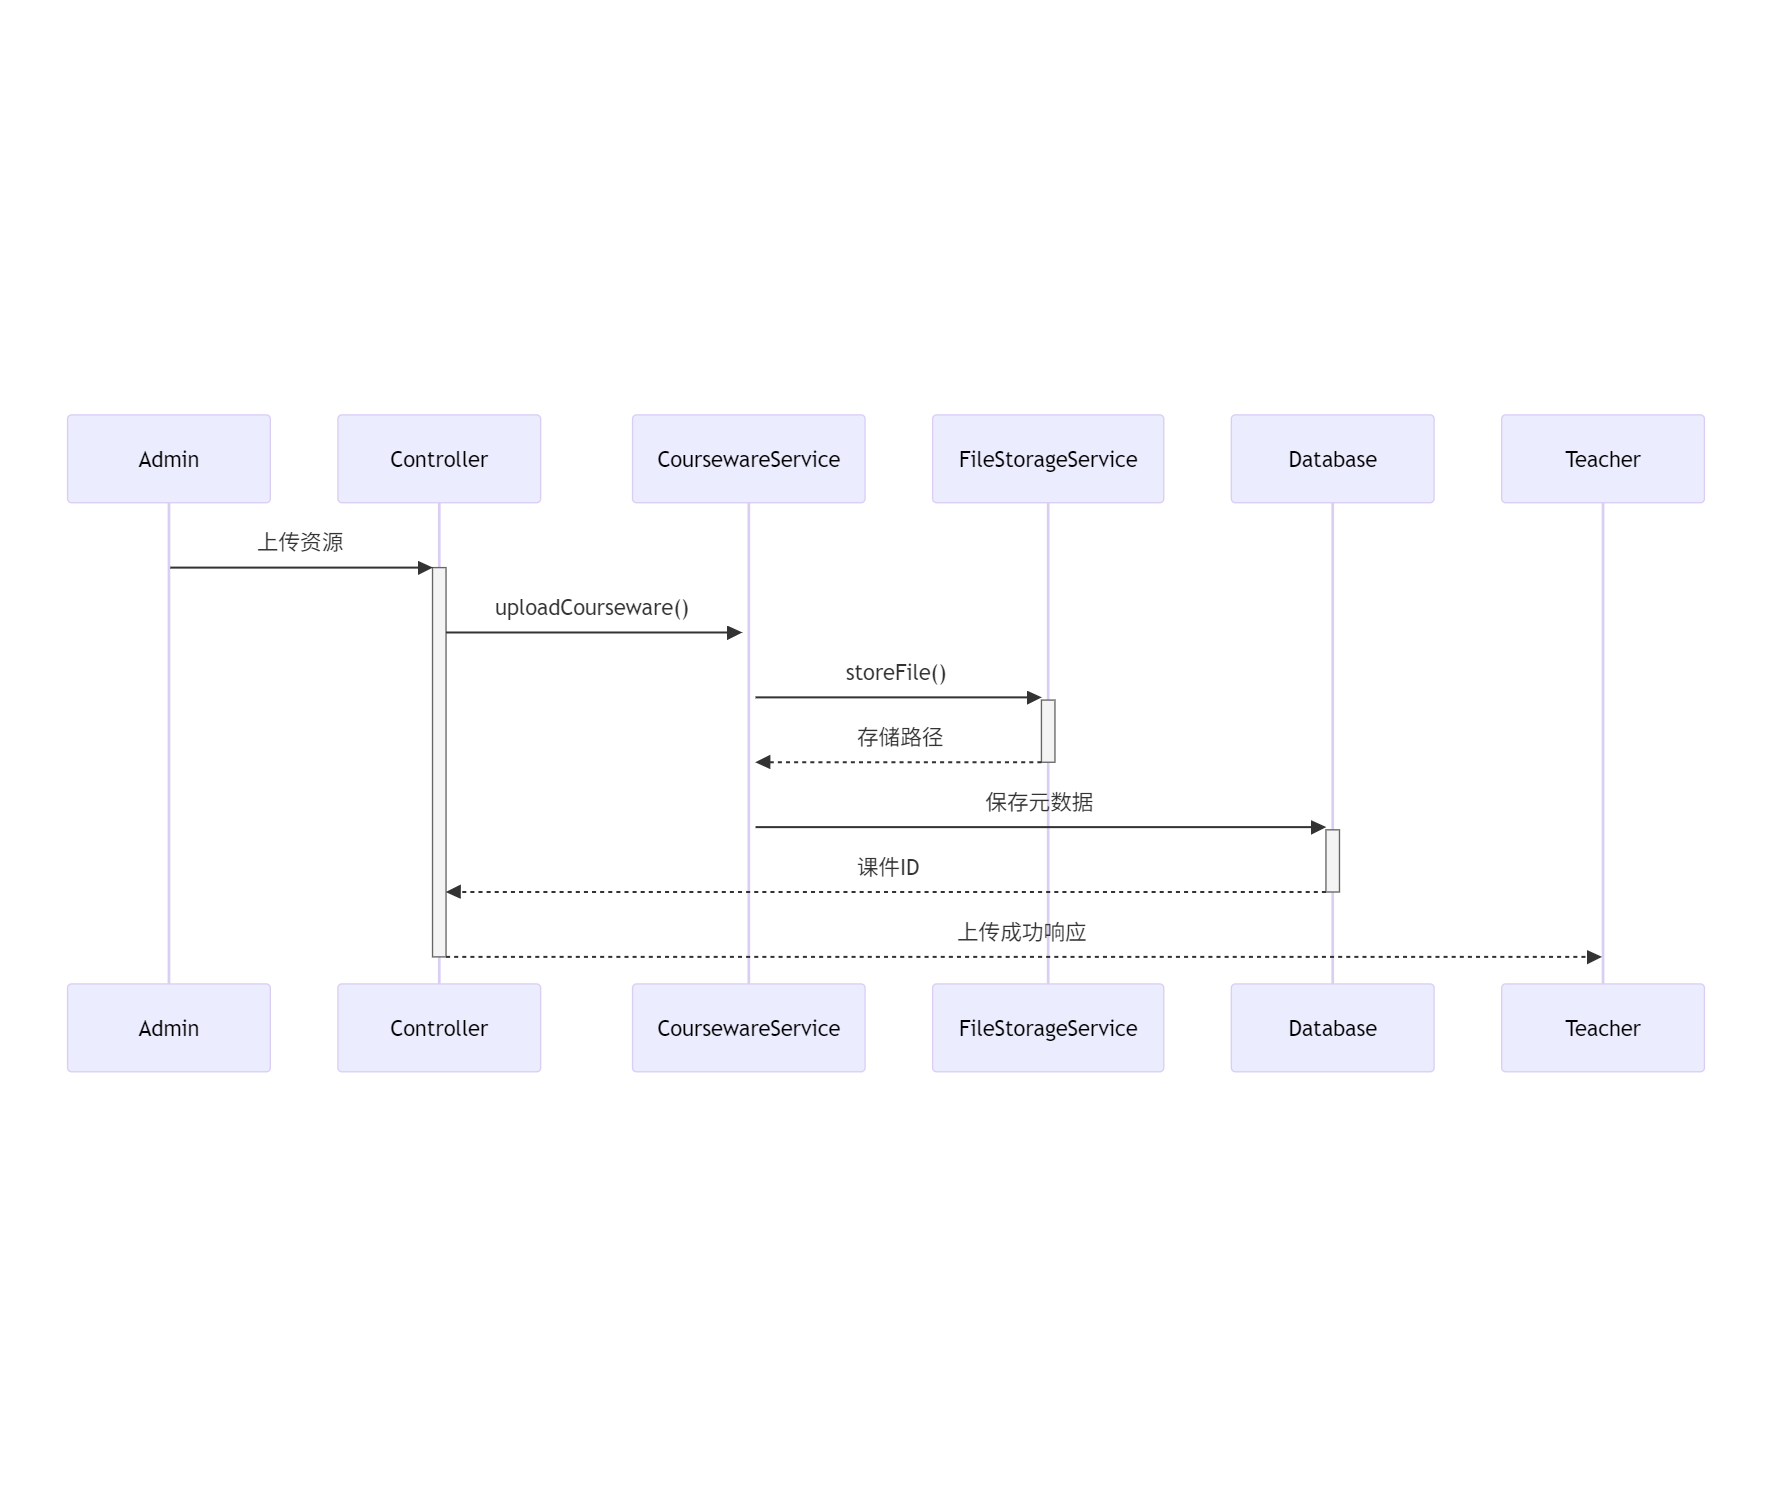 Admin
Controller
CoursewareService
FileStorageService
Database
Teacher
上传资源
uploadCourseware()
storeFile()
存储路径
保存元数据
课件ID
上传成功响应
Admin
Controller
CoursewareService
FileStorageService
Database
Teacher